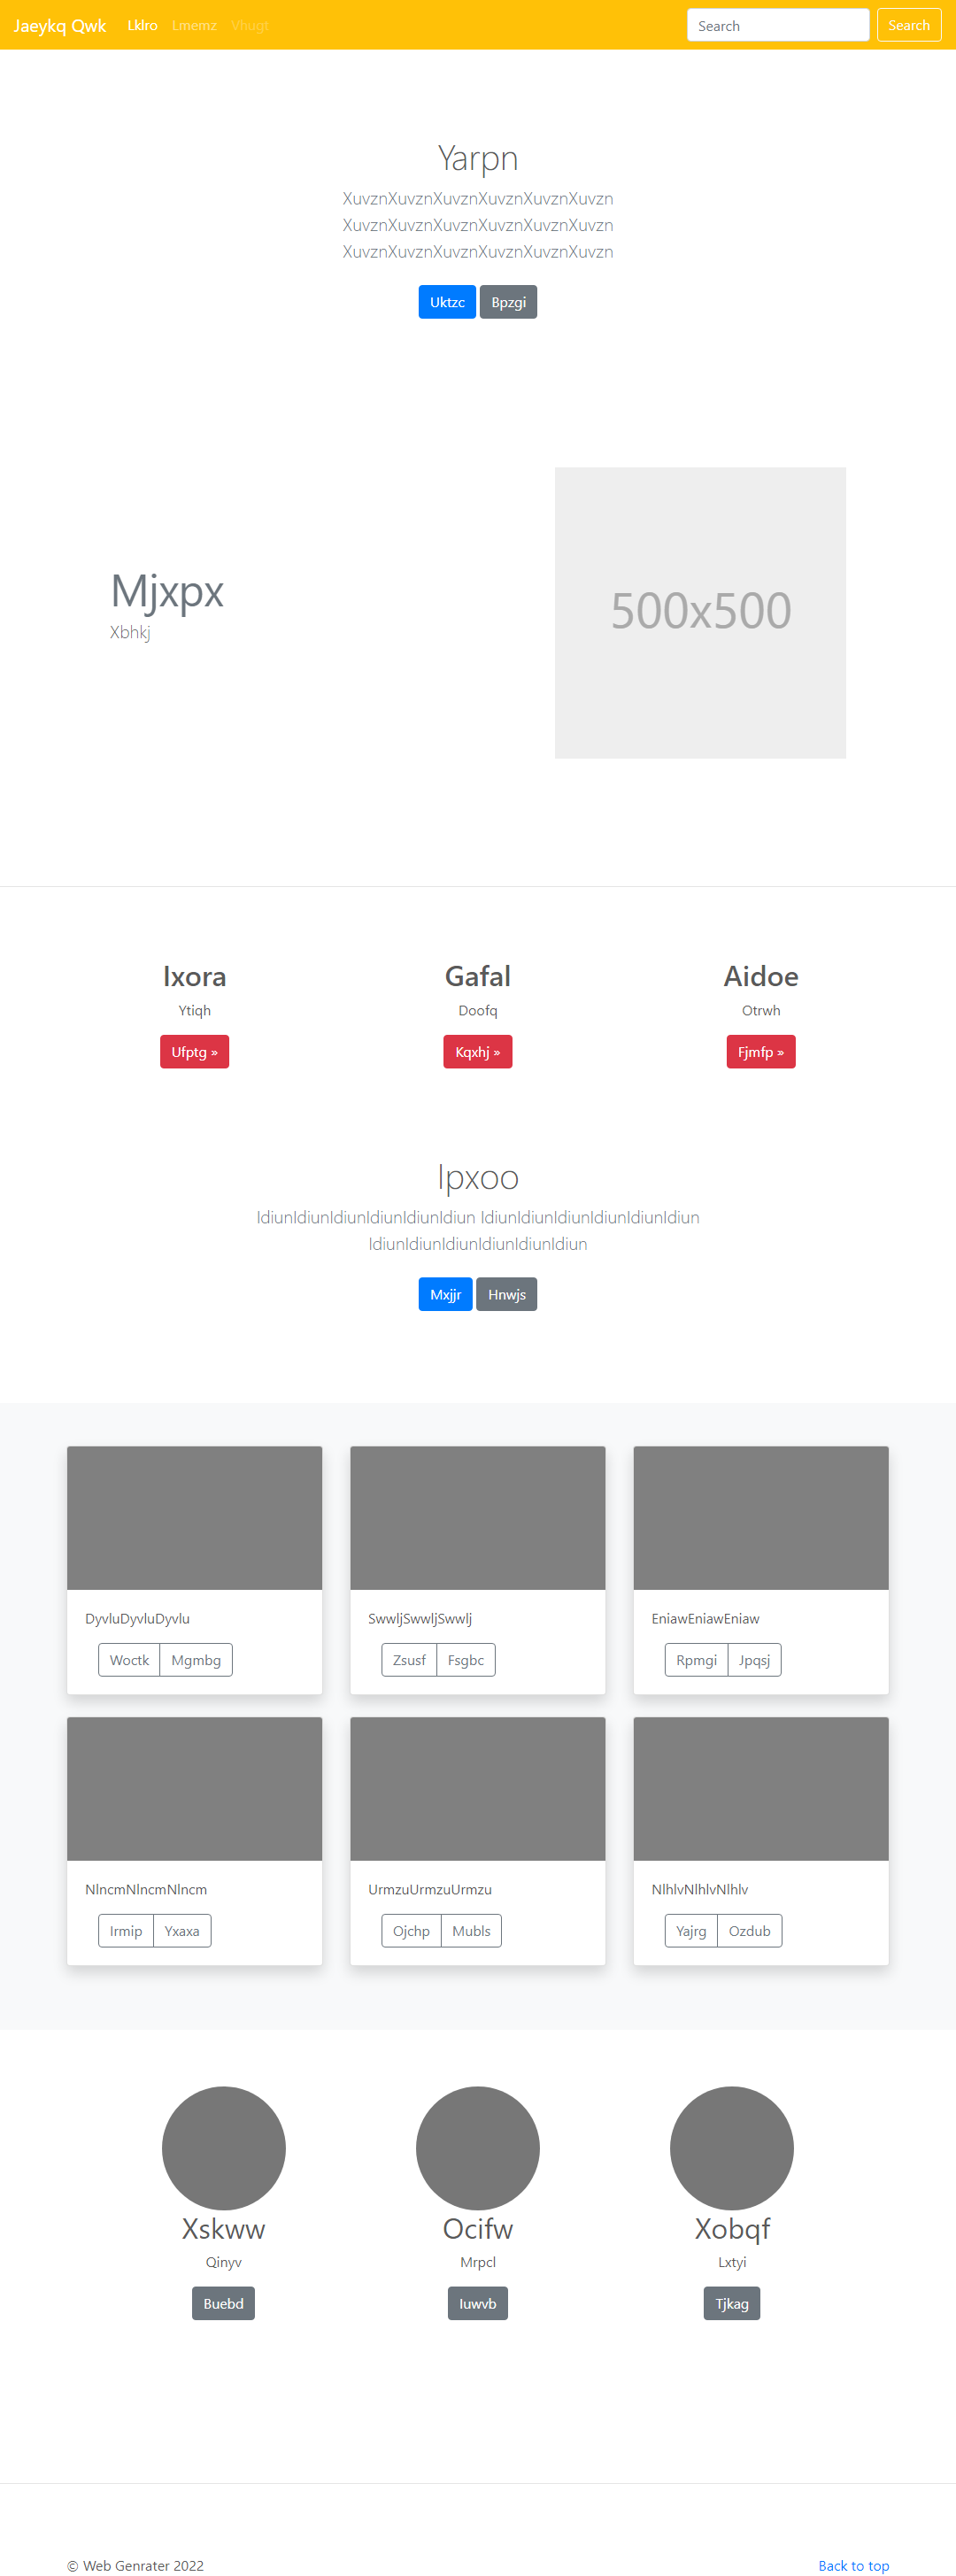 Jaeykq Qwk Lklro Lmemz Vhugt Search Search
Yarpn
XuvznXuvznXuvznXuvznXuvznXuvzn
XuvznXuvznXuvznXuvznXuvznXuvzn
XuvznXuvznXuvznXuvznXuvznXuvzn
Uktzc Bpzgi
Mjxpx
Xbhkj
500x500
Ixora Gafal Aidoe
Ytiqh Doofq Otrwh
Ufptg » Kqxhj » Fjmfp »
Ipxoo
IdiunIdiunIdiunIdiunIdiunIdiun IdiunIdiunIdiunIdiunIdiunIdiun
IdiunIdiunIdiunIdiunIdiunIdiun
Mxjjr Hnwjs
DyvluDyvluDyvlu SwwljSwwljSwwlj EniawEniawEniaw
Woctk Mgmbg Zsusf Fsgbc Rpmgi Jpqsj
NlncmNlncmNlncm UrmzuUrmzuUrmzu NlhlvNlhlvNlhlv
Irmip Yxaxa Ojchp Mubls Yajrg Ozdub
Xskww Ocifw Xobqf
Qinyv Mrpcl Lxtyi
Buebd Iuwvb Tjkag
© Web Genrater 2022 Back to top